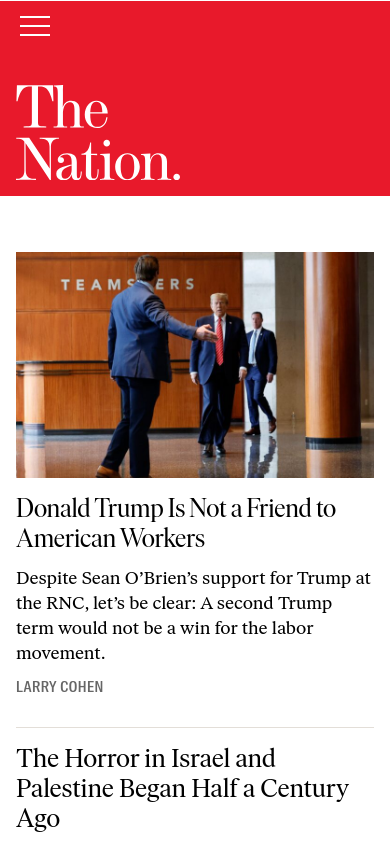 The
Nation.
TEAMSTERS
Donald Trump Is Not a Friend to
American Workers
Despite Sean O’Brien’s support for Trump at
the RNC, let’s be clear: A second Trump
term would not be a win for the labor
movement.
LARRY COHEN
The Horror in Israel and
Palestine Began Half a Century
Ago